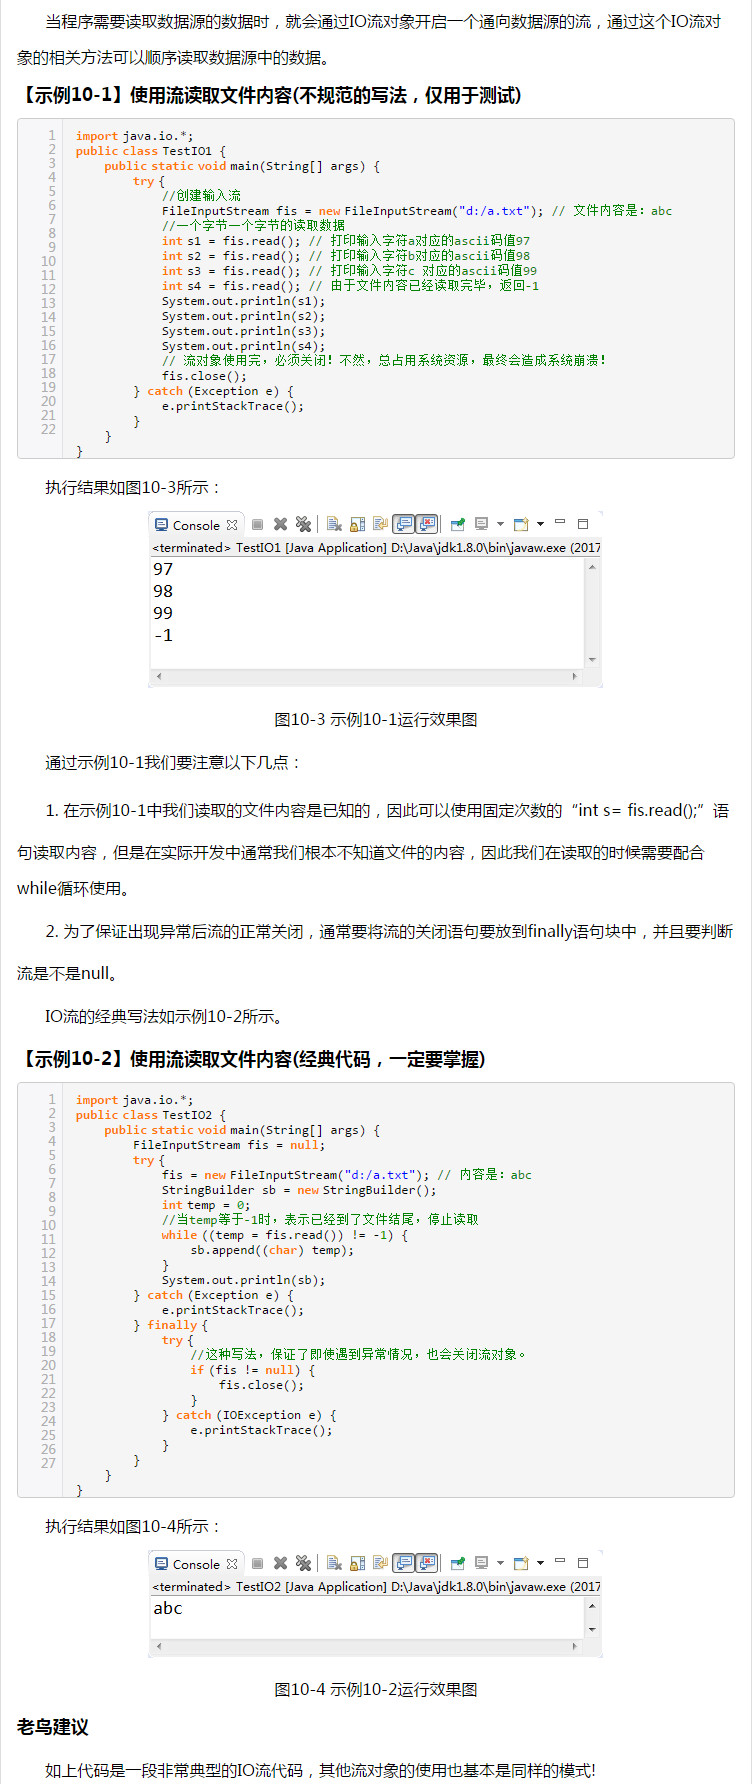 当程序需要读取数据源的数据时，就会通过IO流对象开启一个通向数据源的流，通过这个IO流对
象的相关方法可以顺序读取数据源中的数据。
【示例10-1】使用流读取文件内容(不规范的写法，仅用于测试)
1 import java.io.*;
2 public class TestIO1 {
3 public static void main(String[] args) {
4 try {
5 //创建输入流
6 FileInputStream fis = new FileInputStream("d:/a.txt"); // 文件内容是：abc
7 //一个字节一个字节的读取数据
8 int s1 = fis.read(); // 打印输入字符a对应的ascii码值97
9 int s2 = fis.read(); // 打印输入字符b对应的ascii码值98
10 int s3 = fis.read(); // 打印输入字符c 对应的ascii码值99
11 int s4 = fis.read(); // 由于文件内容已经读取完毕，返回-1
12 System.out.println(s1);
13 System.out.println(s2);
14 System.out.println(s3);
15 System.out.println(s4);
16 // 流对象使用完，必须关闭！不然，总占用系统资源，最终会造成系统崩溃！
17 fis.close();
18 } catch (Exception e) {
19 e.printStackTrace();
20 }
21 }
22 }
执行结果如图10-3所示：
Console
<terminated> TestIO1 [Java Application] D:\Java\jdk1.8.0\bin\javaw.exe (2017
97
98
99
-1
图10-3 示例10-1运行效果图
通过示例10-1我们要注意以下几点：
1. 在示例10-1中我们读取的文件内容是已知的，因此可以使用固定次数的“int s= fis.read();”语
句读取内容，但是在实际开发中通常我们根本不知道文件的内容，因此我们在读取的时候需要配合
while循环使用。
2. 为了保证出现异常后流的正常关闭，通常要将流的关闭语句要放到finally语句块中，并且要判断
流是不是null。
IO流的经典写法如示例10-2所示。
【示例10-2】使用流读取文件内容(经典代码，一定要掌握)
1 import java.io.*;
2 public class TestIO2 {
3 public static void main(String[] args) {
4 FileInputStream fis = null;
5 try {
6 fis = new FileInputStream("d:/a.txt"); // 内容是：abc
7 StringBuilder sb = new StringBuilder();
8 int temp = 0;
9 //当temp等于-1时，表示已经到了文件结尾，停止读取
10 while ((temp = fis.read()) != -1) {
11 sb.append((char) temp);
12 }
13 System.out.println(sb);
14 } catch (Exception e) {
15 e.printStackTrace();
16 } finally {
17 try {
18 //这种写法，保证了即使遇到异常情况，也会关闭流对象。
19 if (fis != null) {
20 fis.close();
21 }
22 } catch (IOException e) {
23 e.printStackTrace();
24 }
25 }
26 }
27 }
执行结果如图10-4所示：
Console
<terminated> TestIO2 [Java Application] D:\Java\jdk1.8.0\bin\javaw.exe (2017
abc
图10-4 示例10-2运行效果图
老鸟建议
如上代码是一段非常典型的IO流代码，其他流对象的使用也基本是同样的模式!